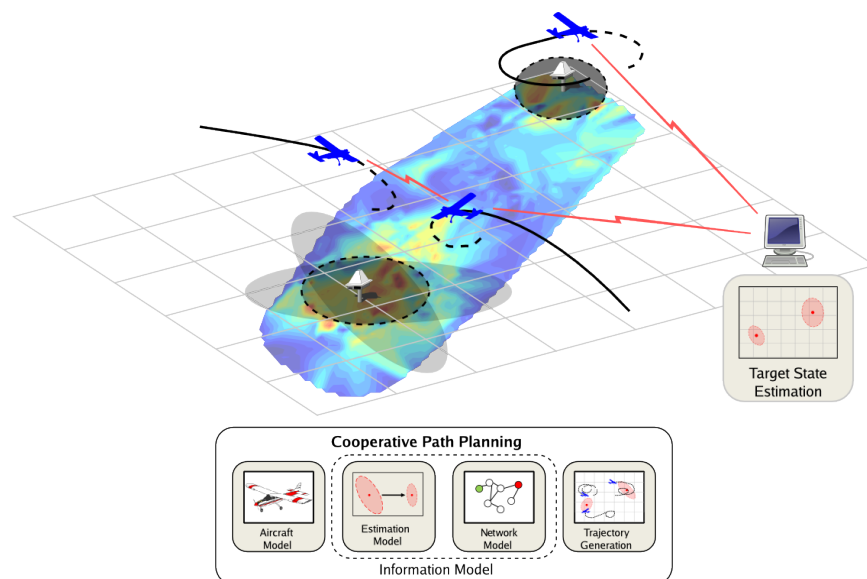 Target State
Estimation
Cooperative Path Planning
Aircraft
Model
Estimation
Model
Network
Model
Trajectory
Generation
Information Model